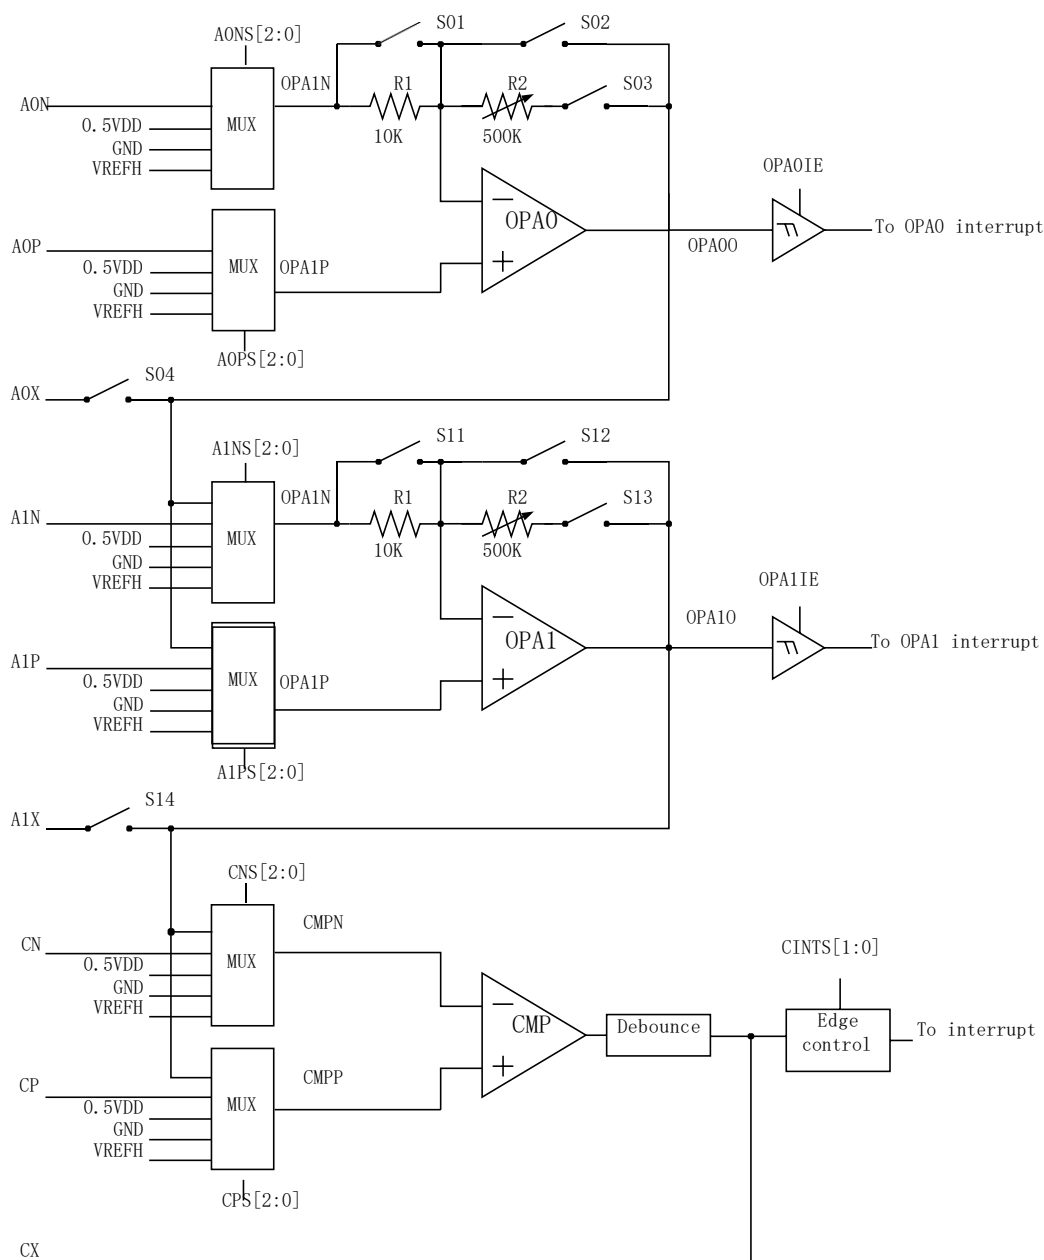 S01
S02
A0NS[2:0]
OPA1N
R1
R2
S03
A0N
MUX
0.5VDD
10K
500K
GND
VREFH
OPA0IE
OPA0
To OPA0 interrupt
A0P
OPA0O
MUX
OPA1P
0.5VDD
GND
VREFH
A0PS[2:0]
S04
A0X
A1NS[2:0]
S11
S12
OPA1N
R1
R2
S13
A1N
0.5VDD
MUX
10K
500K
GND
VREFH
OPA1IE
OPA1O
OPA1
To OPA1 interrupt
A1P
0.5VDD
MUX
OPA1P
GND
VREFH
A1PS[2:0]
S14
A1X
CNS[2:0]
CMPN
CN
CINTS[1:0]
0.5VDD
MUX
GND
VREFH
CMP
Debounce
Edge
control
To interrupt
CMPP
CP
0.5VDD
MUX
GND
VREFH
CPS[2:0]
CX